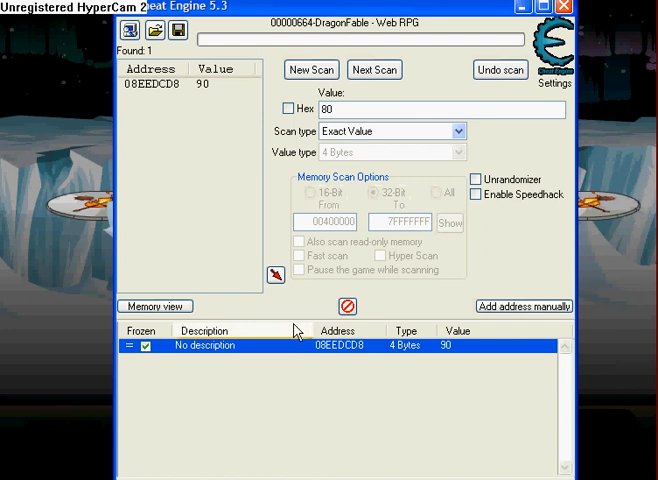 Unregistered HyperCam 2
heat Engine 5.3
00000664-DragonFable - Web RPG
Found: 1
Address Value
08EEDCD8 90
New Scan Next Scan Undo scan
Cheat Engine
Settings
Value:
Hex 80
Scan type Exact Value
Value type 4 Bytes
Memory Scan Options
16-Bit 32-Bit All
From To
00400000 7FFFFFFF Show
Also scan read-only memory
Fast scan Hyper Scan
Pause the game while scanning
Unrandomizer
Enable Speedhack
Memory view Add address manually
Frozen Description Address Type Value
= No description 08EEDCD8 4 Bytes 90